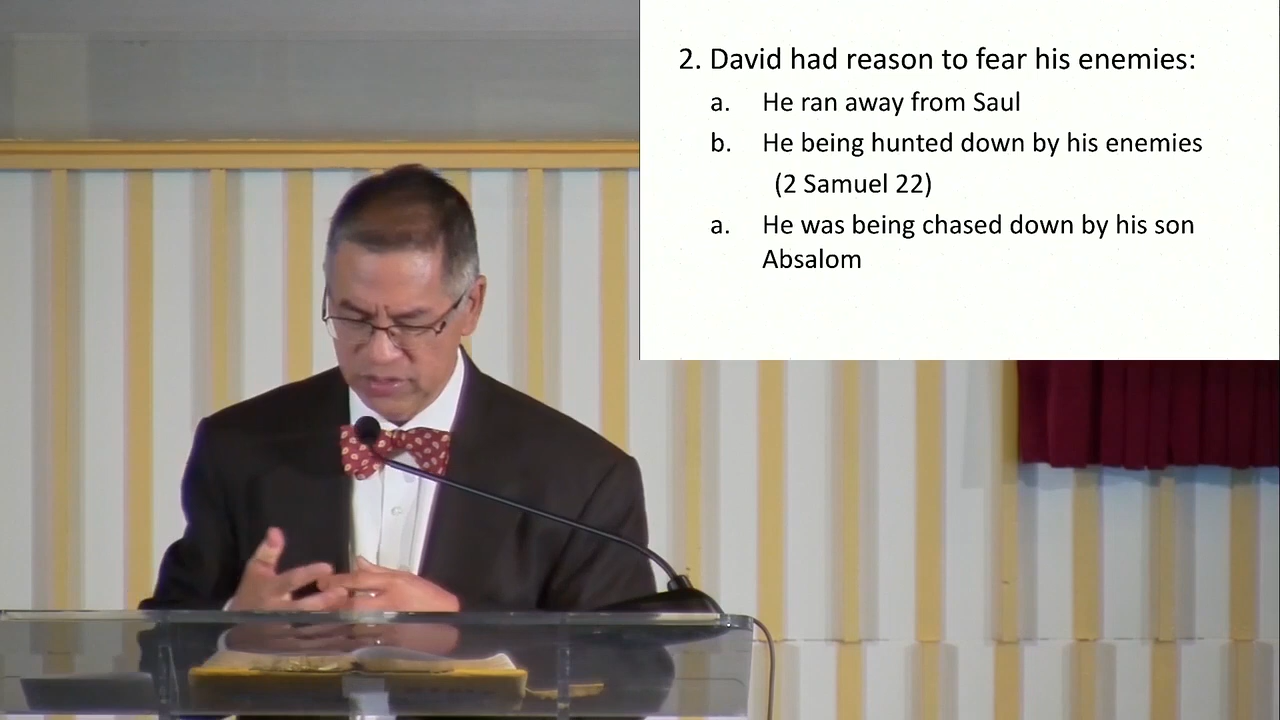 2. David had reason to fear his enemies:
a. He ran away from Saul
b. He being hunted down by his enemies
(2 Samuel 22)
a. He was being chased down by his son
Absalom